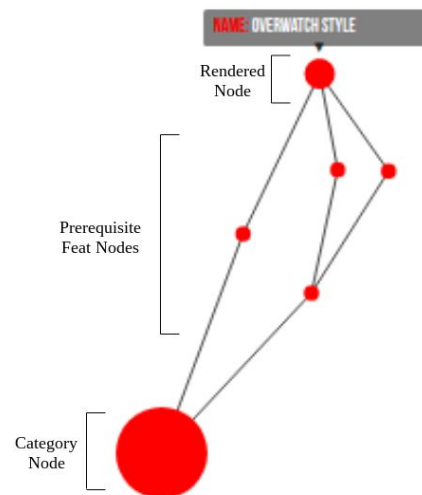 NAME: OVERWATCH STYLE
Rendered
Node
Prerequisite
Feat Nodes
Category
Node